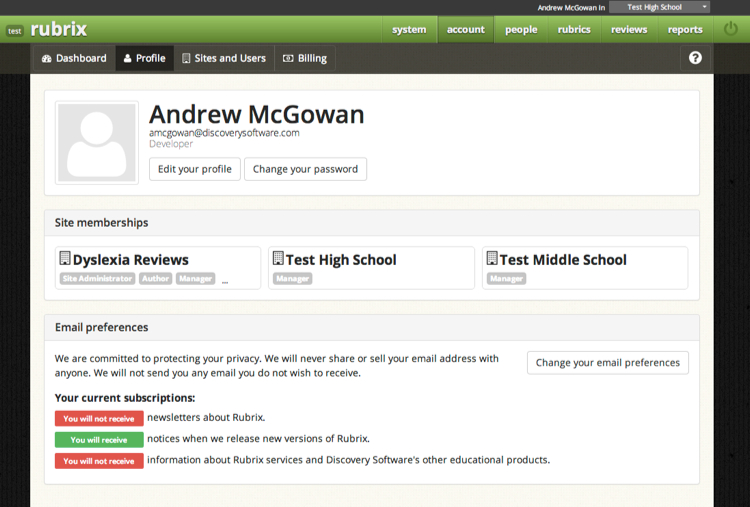 Andrew McGowan in Test High School
test rubrix system account people rubrics reviews reports
Dashboard Profile Sites and Users Billing ?
Andrew McGowan
amcgowan@discoverysoftware.com
Developer
Edit your profile Change your password
Site memberships
Dyslexia Reviews Test High School Test Middle School
Site Administrator Author Manager ... Manager Manager
Email preferences
We are committed to protecting your privacy. We will never share or sell your email address with
anyone. We will not send you any email you do not wish to receive.
Change your email preferences
Your current subscriptions:
You will not receive newsletters about Rubrix.
You will receive notices when we release new versions of Rubrix.
You will not receive information about Rubrix services and Discovery Software's other educational products.